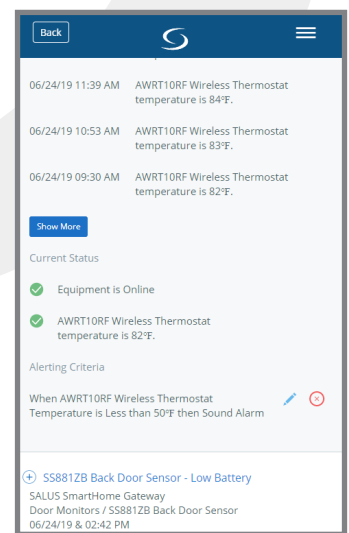 Back
06/24/19 11:39 AM AWRT10RF Wireless Thermostat
temperature is 84°F.
06/24/19 10:53 AM AWRT10RF Wireless Thermostat
temperature is 83°F.
06/24/19 09:30 AM AWRT10RF Wireless Thermostat
temperature is 82°F.
Show More
Current Status
Equipment is Online
AWRT10RF Wireless Thermostat
temperature is 82°F.
Alerting Criteria
When AWRT10RF Wireless Thermostat
Temperature is Less than 50°F then Sound Alarm
SS881ZB Back Door Sensor - Low Battery
SALUS SmartHome Gateway
Door Monitors / SS881ZB Back Door Sensor
06/24/19 & 02:42 PM